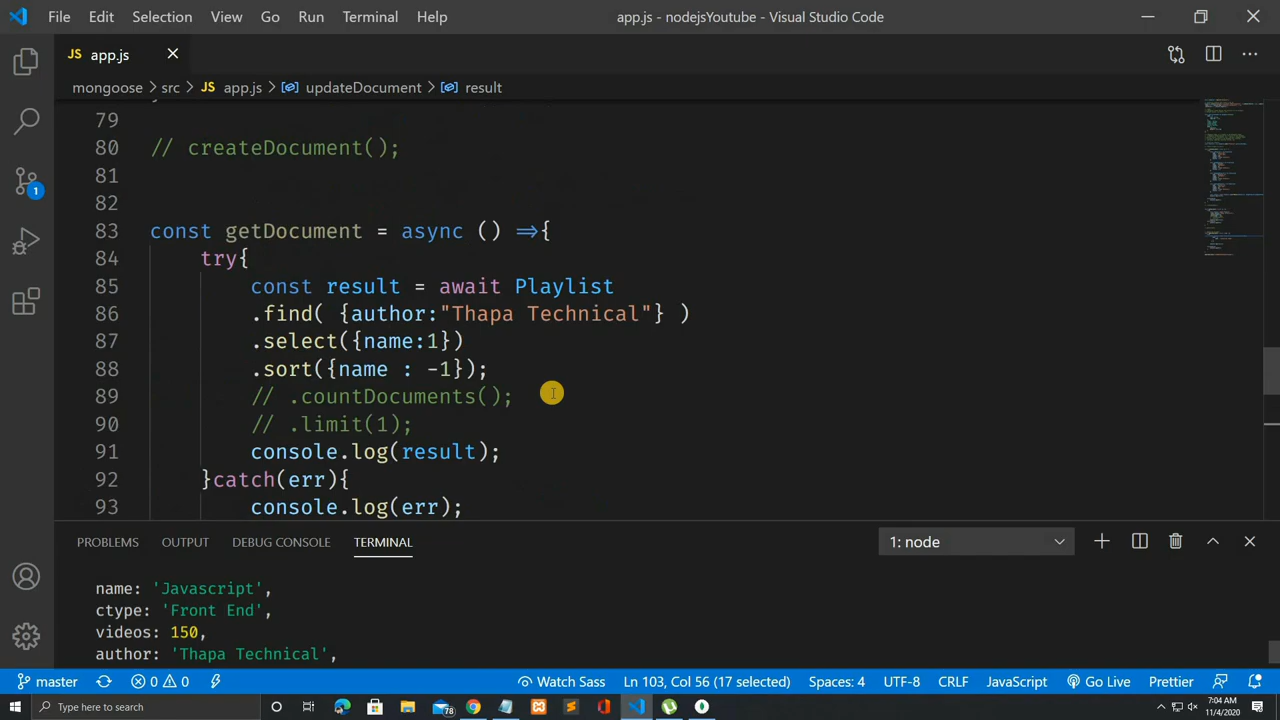 File Edit Selection View Go Run Terminal Help app.js - nodejsYoutube - Visual Studio Code
JS app.js
mongoose > src > JS app.js > updateDocument > result
79
80 // createDocument();
81
82
83 const getDocument = async () =>{
84 try{
85 const result = await Playlist
86 .find( {author:"Thapa Technical"} )
87 .select({name:1})
88 .sort({name : -1});
89 // .countDocuments();
90 // .limit(1);
91 console.log(result);
92 }catch(err){
93 console.log(err);
1
PROBLEMS OUTPUT DEBUG CONSOLE TERMINAL 1: node
name: 'Javascript',
ctype: 'Front End',
videos: 150,
author: 'Thapa Technical',
master 0 0 Watch Sass Ln 103, Col 56 (17 selected) Spaces: 4 UTF-8 CRLF JavaScript Go Live Prettier
Type here to search 78 7:04 AM
11/4/2020